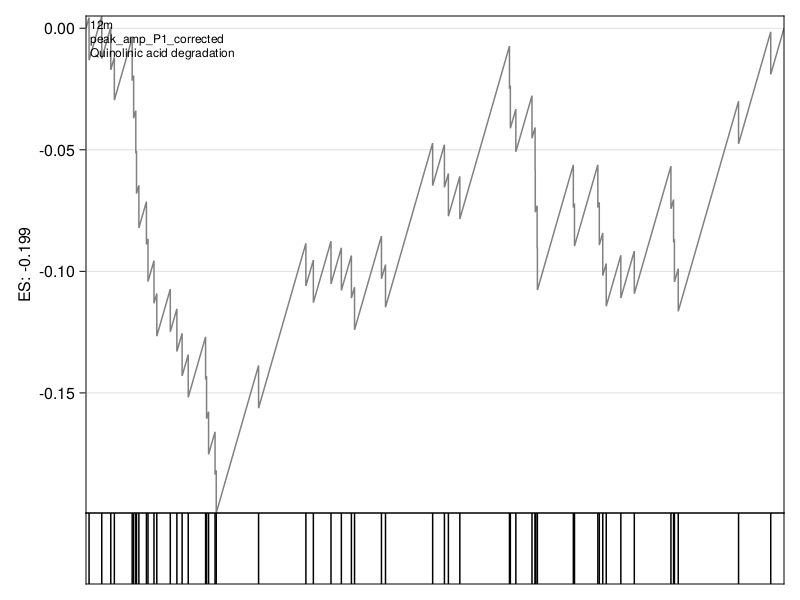 12m
peak_amp_P1_corrected
Quinolinic acid degradation
0.00
-0.05
-0.10
-0.15
ES: -0.199